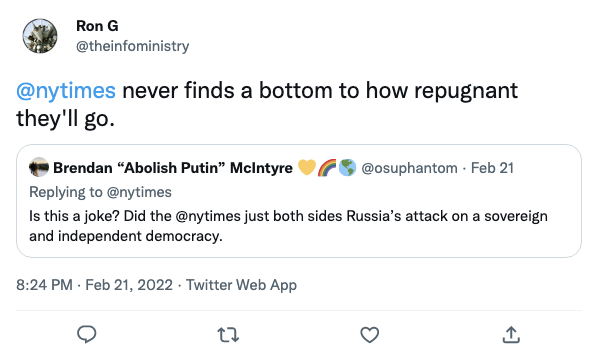 Ron G
@theinfoministry
@nytimes never finds a bottom to how repugnant
they'll go.
Brendan “Abolish Putin” McIntyre 💛🌈🌎 @osuphantom · Feb 21
Replying to @nytimes
Is this a joke? Did the @nytimes just both sides Russia’s attack on a sovereign
and independent democracy.
8:24 PM · Feb 21, 2022 · Twitter Web App